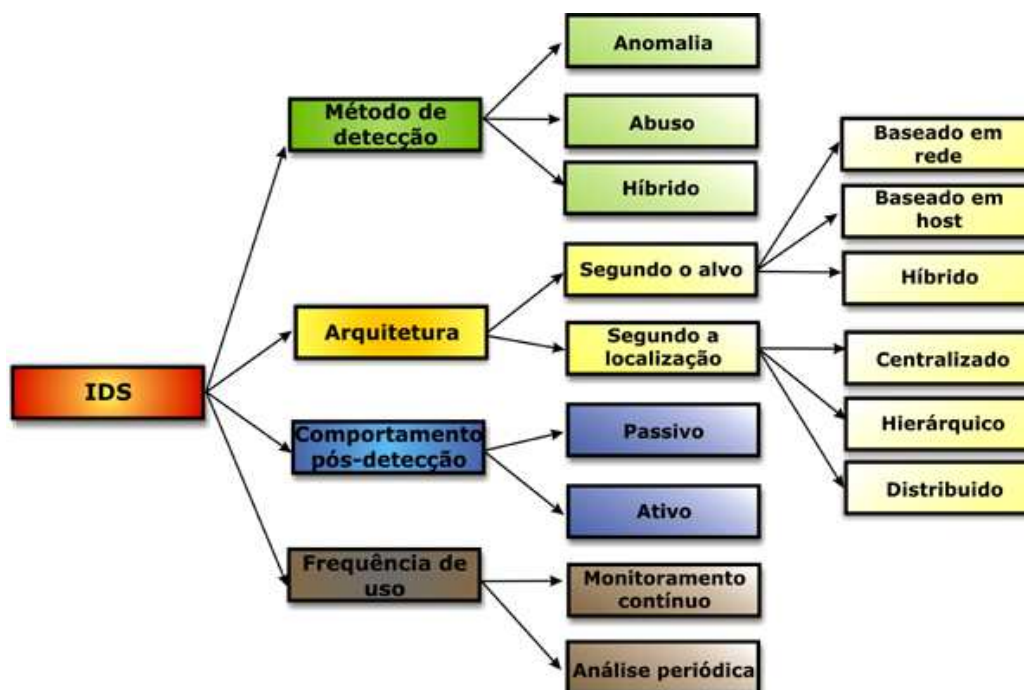 IDS
Método de
detecção
Anomalia
Abuso
Híbrido
Arquitetura
Segundo o alvo
Baseado em
rede
Baseado em
host
Híbrido
Segundo a
localização
Centralizado
Hierárquico
Distribuido
Comportamento
pós-detecção
Passivo
Ativo
Frequência de
uso
Monitoramento
contínuo
Análise periódica